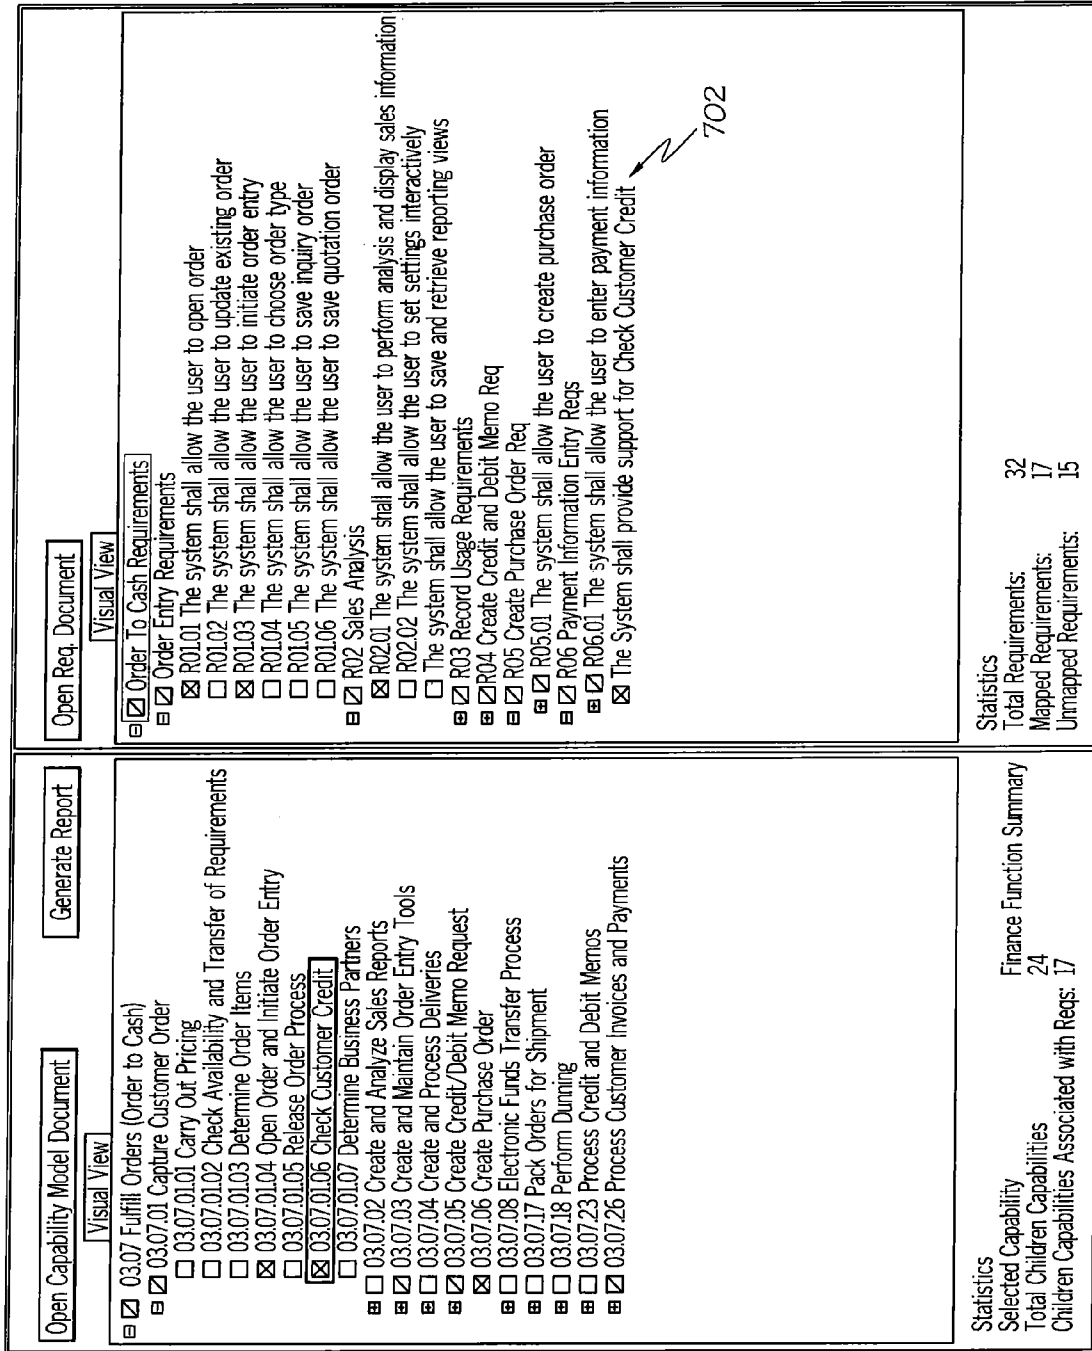 Open Capability Model Document
Generate Report
Visual View
03.07 Fulfill Orders (Order to Cash)
03.07.01 Capture Customer Order
03.07.01.01 Carry Out Pricing
03.07.01.02 Check Availability and Transfer of Requirements
03.07.01.03 Determine Order Items
03.07.01.04 Open Order and Initiate Order Entry
03.07.01.05 Release Order Process
03.07.01.06 Check Customer Credit
03.07.01.07 Determine Business Partners
03.07.02 Create and Analyze Sales Reports
03.07.03 Create and Maintain Order Entry Tools
03.07.04 Create and Process Deliveries
03.07.05 Create Credit/Debit Memo Request
03.07.06 Create Purchase Order
03.07.08 Electronic Funds Transfer Process
03.07.17 Pack Orders for Shipment
03.07.18 Perform Dunning
03.07.23 Process Credit and Debit Memos
03.07.26 Process Customer Invoices and Payments
Statistics
Selected Capability Finance Function Summary
Total Children Capabilities 24
Children Capabilities Associated with Reqs: 17
Open Req. Document
Visual View
Order To Cash Requirements
Order Entry Requirements
R01.01 The system shall allow the user to open order
R01.02 The system shall allow the user to update existing order
R01.03 The system shall allow the user to initiate order entry
R01.04 The system shall allow the user to choose order type
R01.05 The system shall allow the user to save inquiry order
R01.06 The system shall allow the user to save quotation order
R02 Sales Analysis
R02.01 The system shall allow the user to perform analysis and display sales information
R02.02 The system shall allow the user to set settings interactively
The system shall allow the user to save and retrieve reporting views
R03 Record Usage Requirements
R04 Create Credit and Debit Memo Req
R05 Create Purchase Order Req
R05.01 The system shall allow the user to create purchase order
R06 Payment Information Entry Reqs
R06.01 The system shall allow the user to enter payment information
The System shall provide support for Check Customer Credit
702
Statistics
Total Requirements: 32
Mapped Requirements: 17
Unmapped Requirements: 15